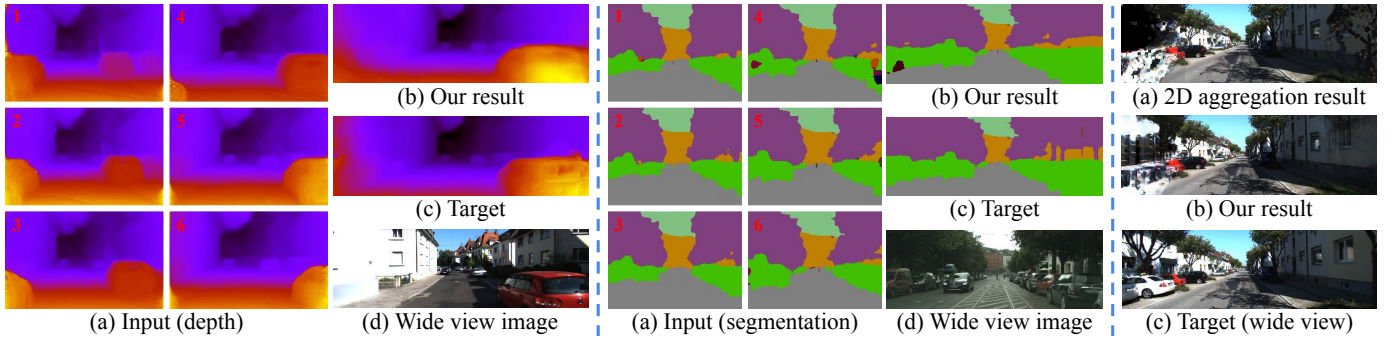 1
4
(b) Our result
2
5
(c) Target
3
6
(a) Input (depth)
(d) Wide view image
1
4
(b) Our result
2
5
(c) Target
3
6
(a) Input (segmentation)
(d) Wide view image
(a) 2D aggregation result
(b) Our result
(c) Target (wide view)